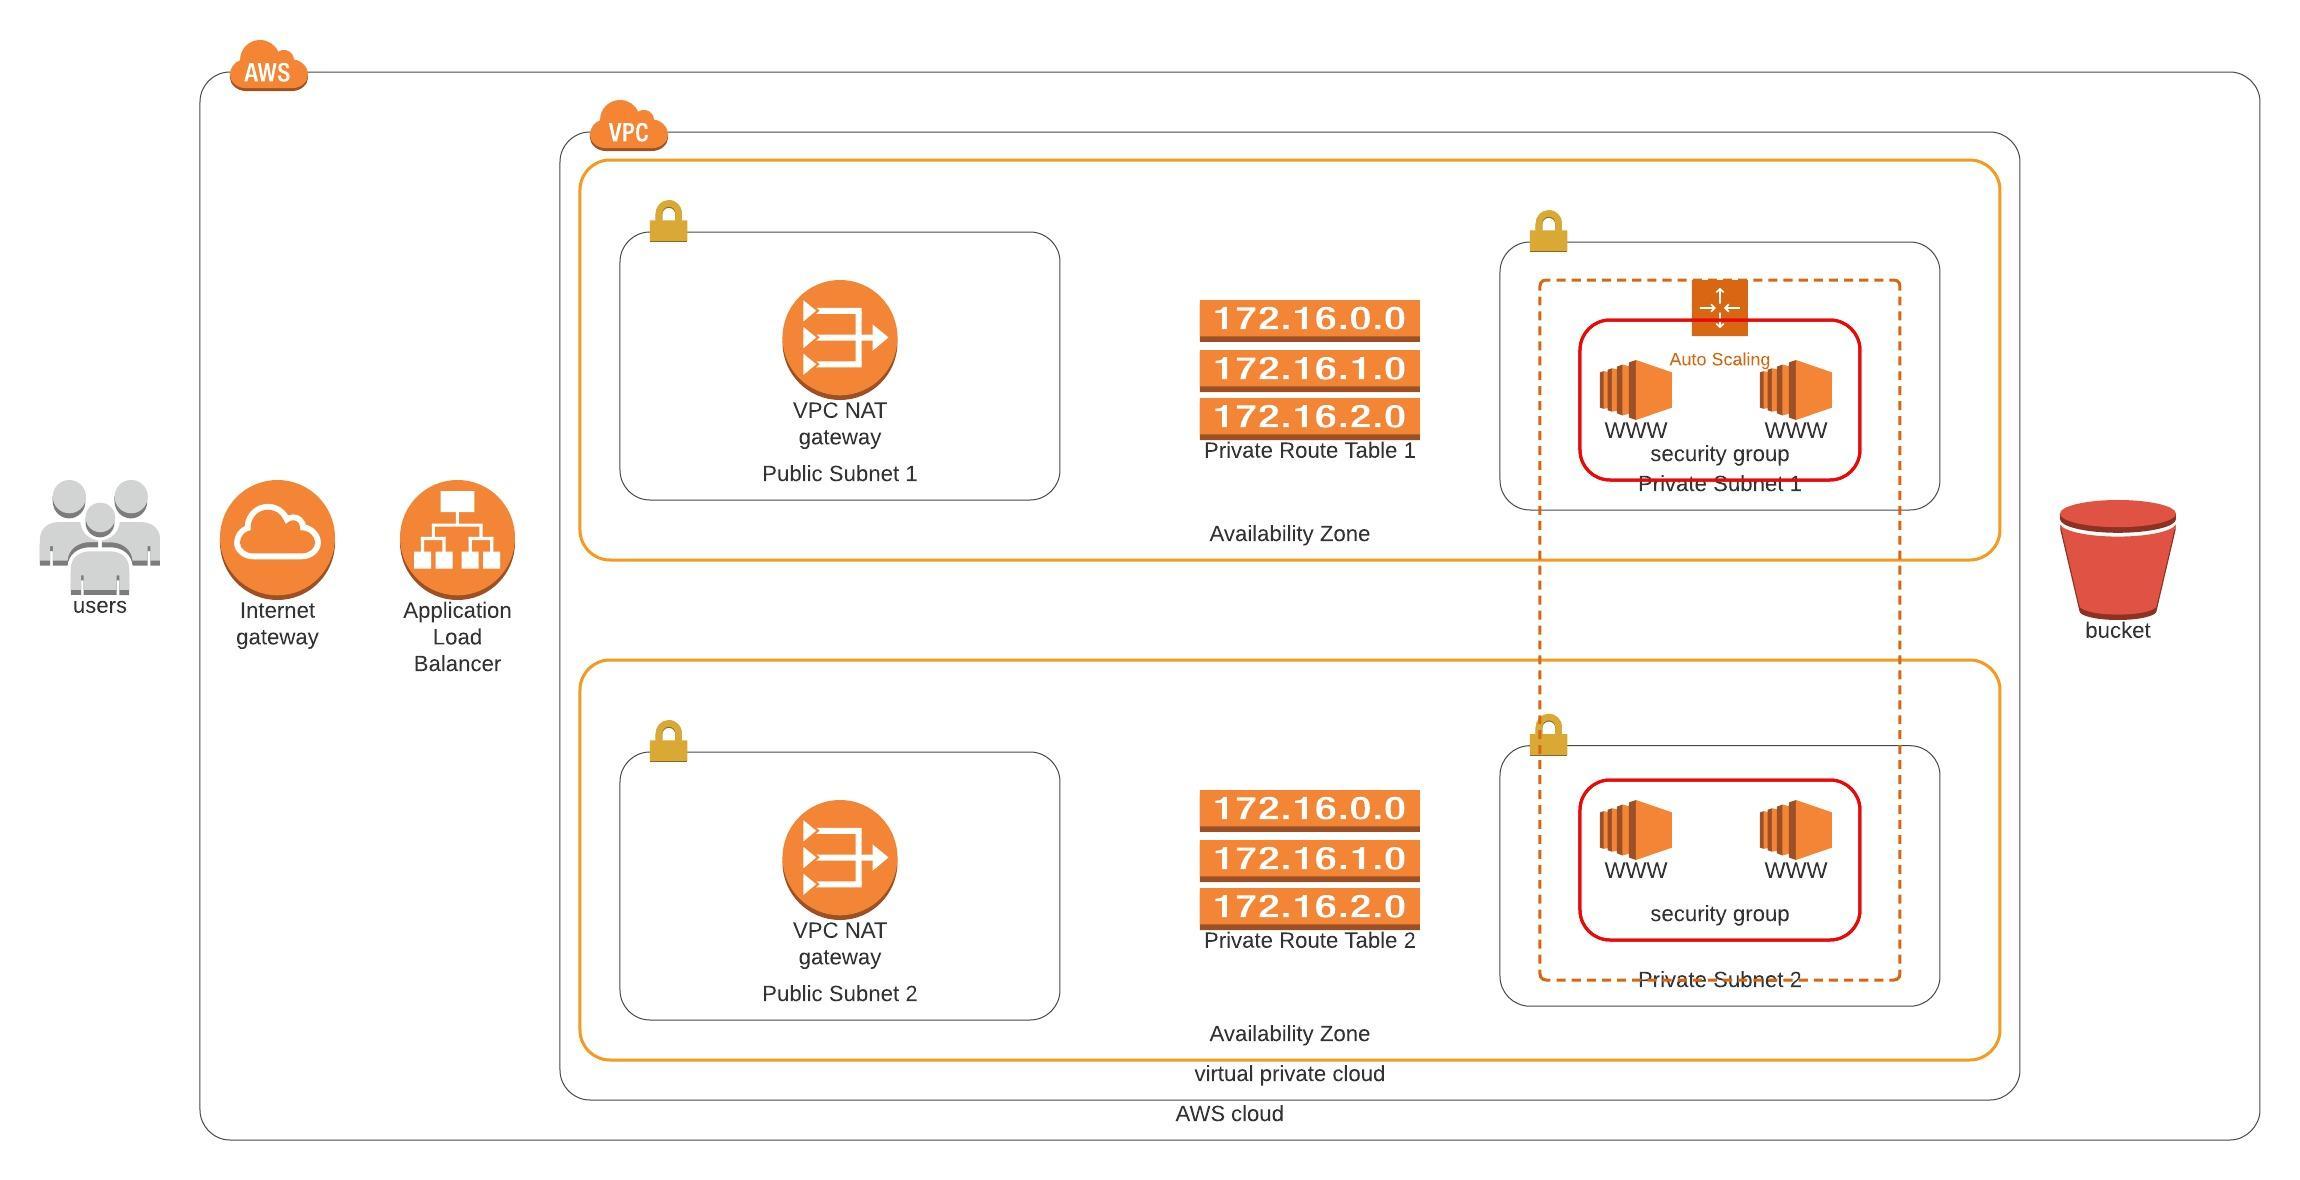 AWS
VPC
172.16.0.0
172.16.1.0
172.16.2.0
Private Route Table 1
VPC NAT
gateway
Public Subnet 1
Auto Scaling
WWW
WWW
security group
Private Subnet 1
Availability Zone
users
Internet
gateway
Application
Load
Balancer
bucket
172.16.0.0
172.16.1.0
172.16.2.0
Private Route Table 2
VPC NAT
gateway
Public Subnet 2
WWW
WWW
security group
Private Subnet 2
Availability Zone
virtual private cloud
AWS cloud